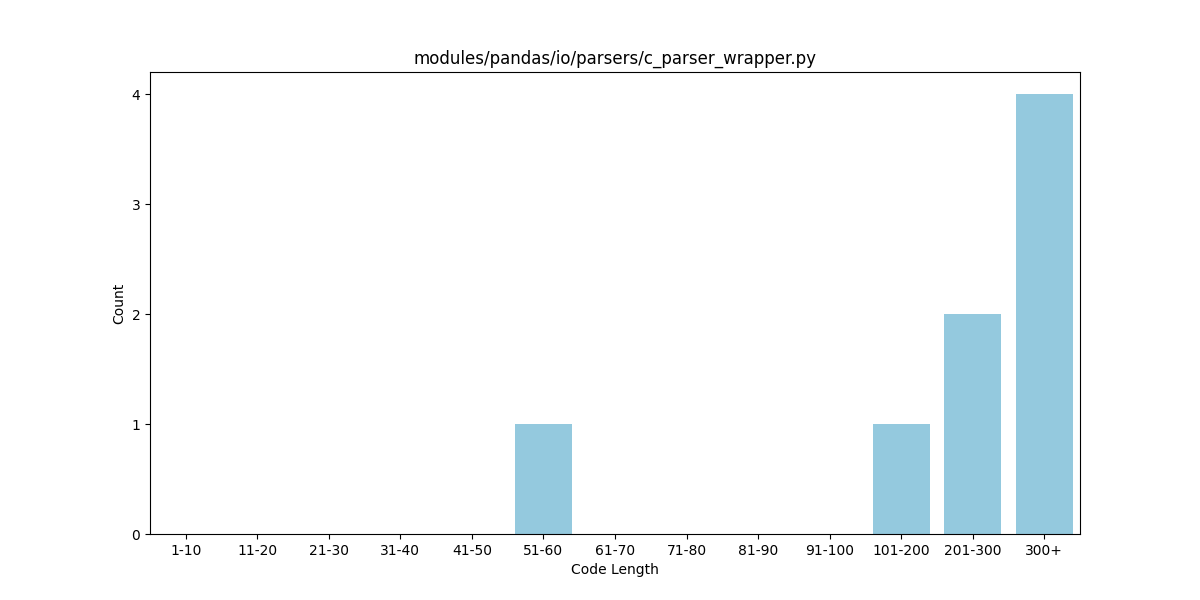 modules/pandas/io/parsers/c_parser_wrapper.py
4
3
2
1
0
Count
1-10 11-20 21-30 31-40 41-50 51-60 61-70 71-80 81-90 91-100 101-200 201-300 300+
Code Length